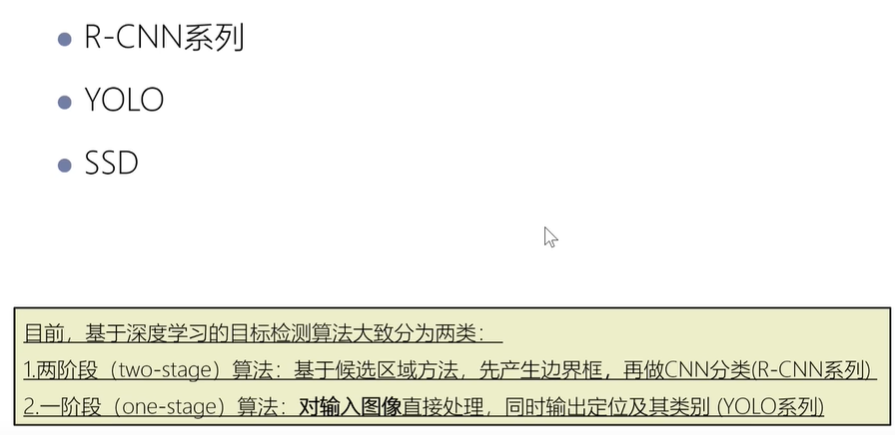 R-CNN系列
YOLO
SSD
目前，基于深度学习的目标检测算法大致分为两类：
1.两阶段（two-stage）算法：基于候选区域方法，先产生边界框，再做CNN分类(R-CNN系列)
2.一阶段（one-stage）算法：对输入图像直接处理，同时输出定位及其类别 (YOLO系列)